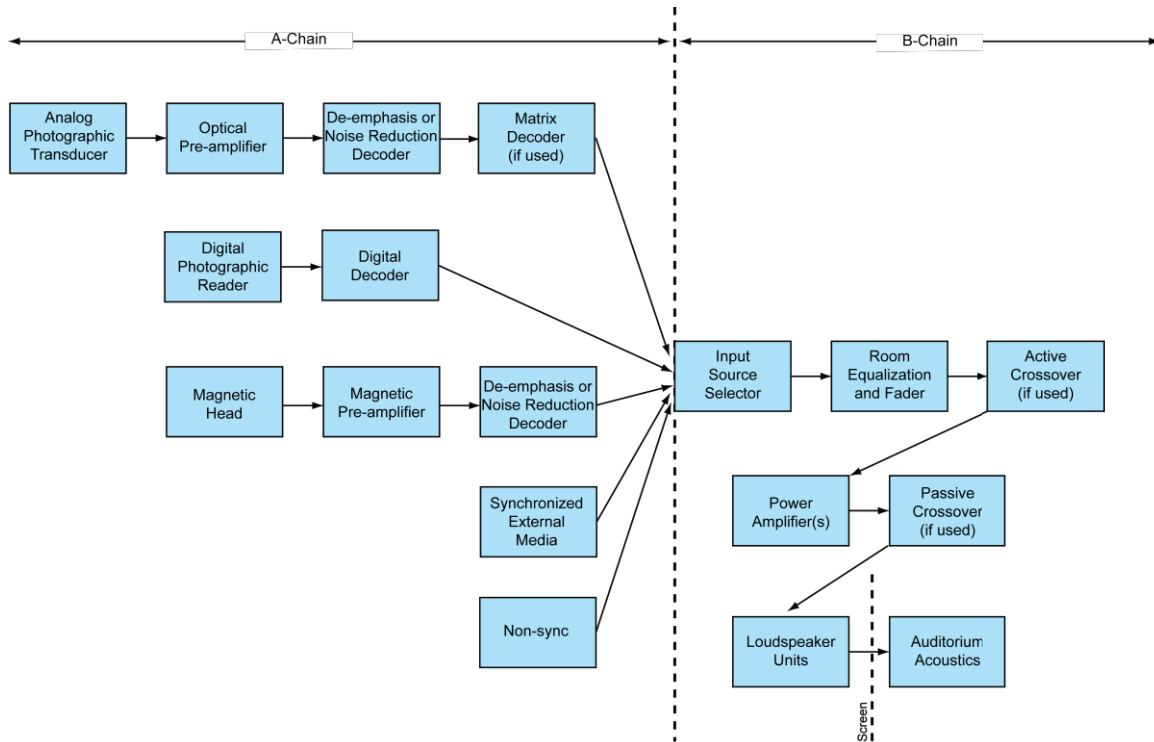 A-Chain
B-Chain
Analog
Photographic
Transducer
Optical
Pre-amplifier
De-emphasis or
Noise Reduction
Decoder
Matrix
Decoder
(if used)
Digital
Photographic
Reader
Digital
Decoder
Magnetic
Head
Magnetic
Pre-amplifier
De-emphasis or
Noise Reduction
Decoder
Synchronized
External
Media
Non-sync
Input
Source
Selector
Room
Equalization
and Fader
Active
Crossover
(if used)
Power
Amplifier(s)
Passive
Crossover
(if used)
Loudspeaker
Units
Auditorium
Acoustics
Screen